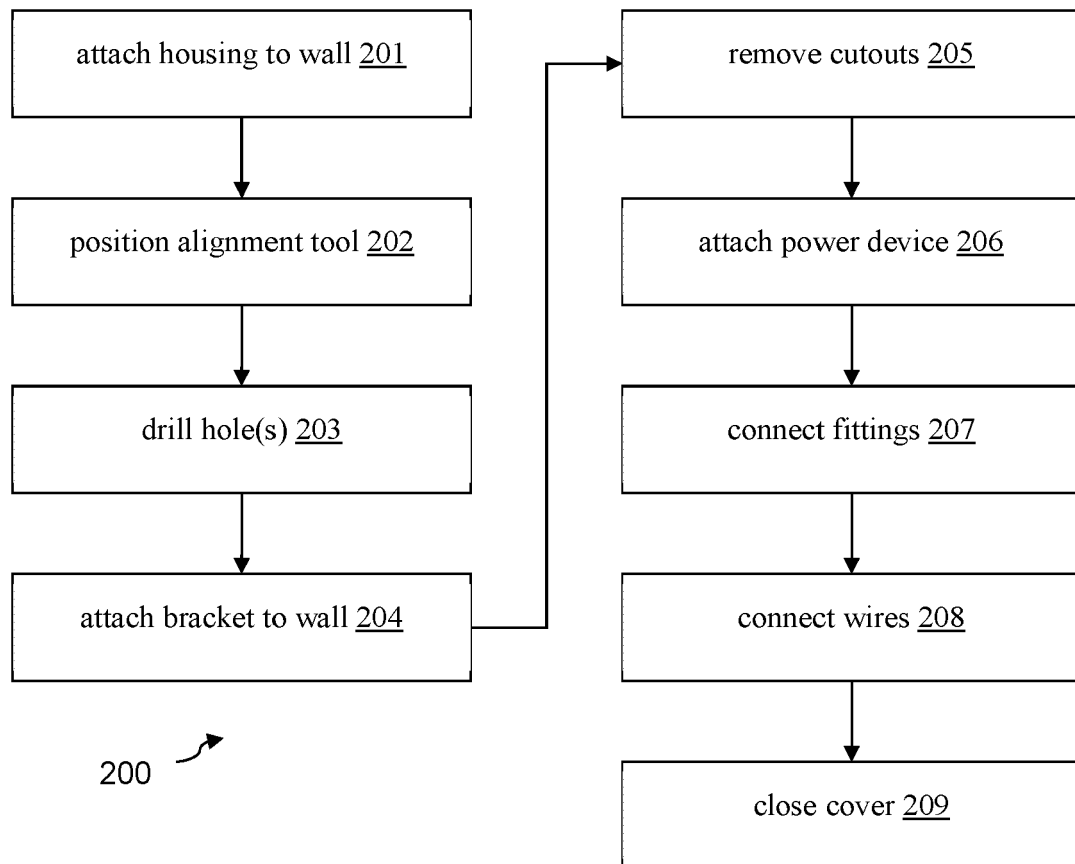 attach housing to wall 201
position alignment tool 202
drill hole(s) 203
attach bracket to wall 204
200
remove cutouts 205
attach power device 206
connect fittings 207
connect wires 208
close cover 209